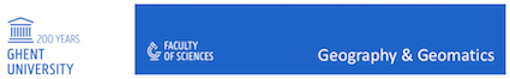 200 YEARS
GHENT
UNIVERSITY
FACULTY
OF SCIENCES
Geography & Geomatics